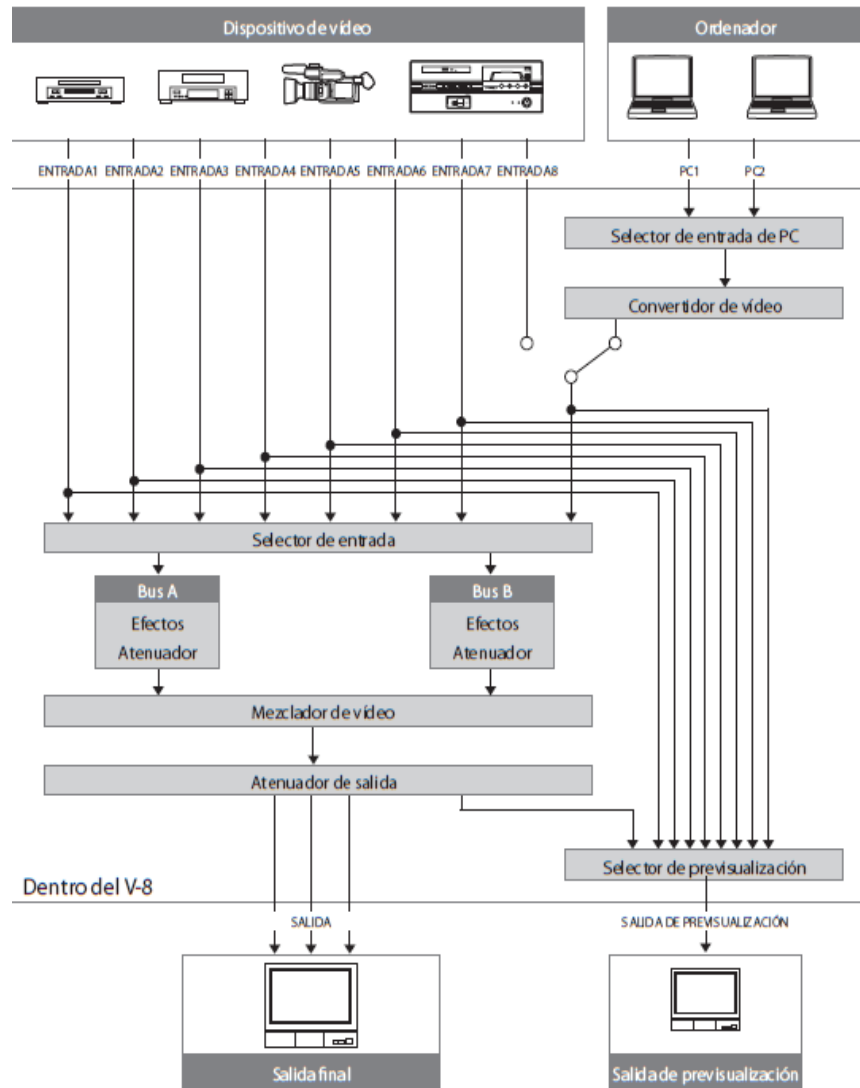 Dispositivo de vídeo
Ordenador
ENTRADA1 ENTRADA2 ENTRADA3 ENTRADA4 ENTRADA5 ENTRADA6 ENTRADA7 ENTRADA8
PC1 PC2
Selector de entrada de PC
Convertidor de vídeo
Selector de entrada
Bus A
Efectos
Atenuador
Bus B
Efectos
Atenuador
Mezclador de vídeo
Atenuador de salida
Selector de previsualización
Dentro del V-8
SALIDA
SALIDA DE PREVISUALIZACIÓN
Salida final
Salida de previsualización